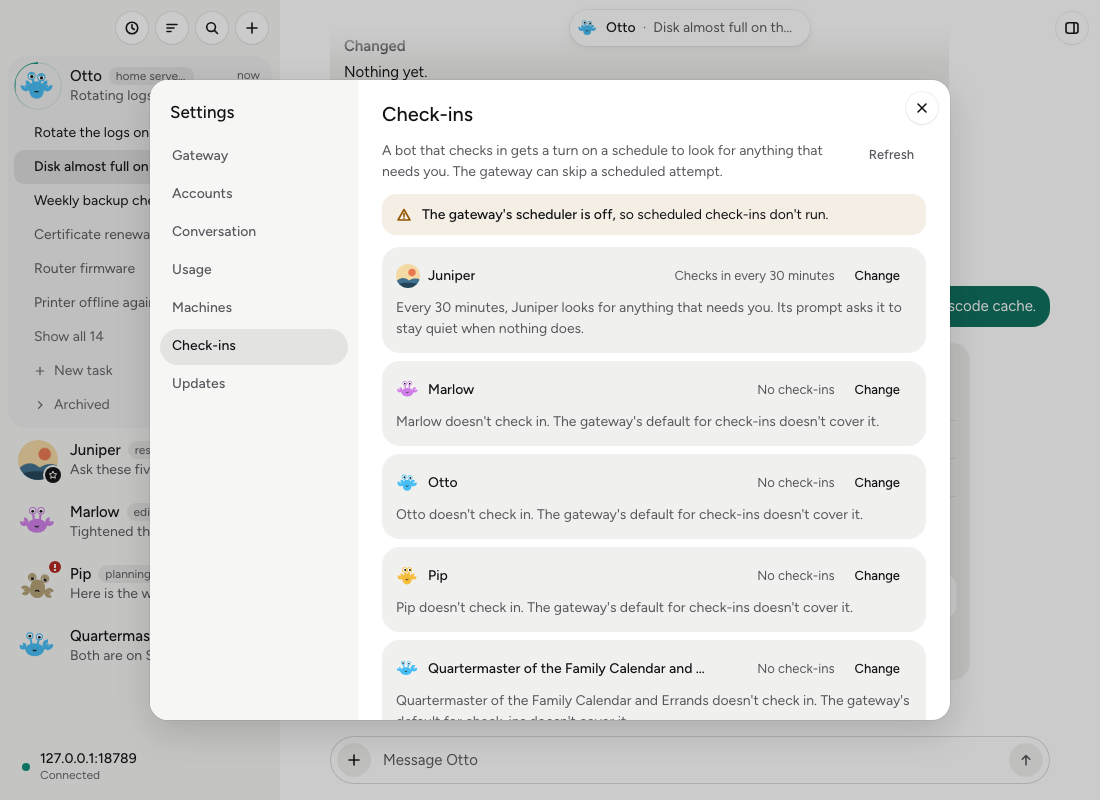 Otto · Disk almost full on th...
Changed
Nothing yet.
Otto home serve... now
Rotating logs
Rotate the logs on
Disk almost full on
Weekly backup che
Certificate renewa
Router firmware
Printer offline again
Show all 14
New task
Archived
Juniper res
Ask these fiv
Marlow edi
Tightened th
Pip planning
Here is the w
Quartermas
Both are on S
127.0.0.1:18789
Connected
Settings
Gateway
Accounts
Conversation
Usage
Machines
Check-ins
Updates
Check-ins
A bot that checks in gets a turn on a schedule to look for anything that
needs you. The gateway can skip a scheduled attempt.
Refresh
The gateway's scheduler is off, so scheduled check-ins don't run.
Juniper Checks in every 30 minutes Change
Every 30 minutes, Juniper looks for anything that needs you. Its prompt asks it to
stay quiet when nothing does.
Marlow No check-ins Change
Marlow doesn't check in. The gateway's default for check-ins doesn't cover it.
Otto No check-ins Change
Otto doesn't check in. The gateway's default for check-ins doesn't cover it.
Pip No check-ins Change
Pip doesn't check in. The gateway's default for check-ins doesn't cover it.
Quartermaster of the Family Calendar and ... No check-ins Change
Quartermaster of the Family Calendar and Errands doesn't check in. The gateway's
default for check-ins doesn't cover it.
scode cache.
Message Otto